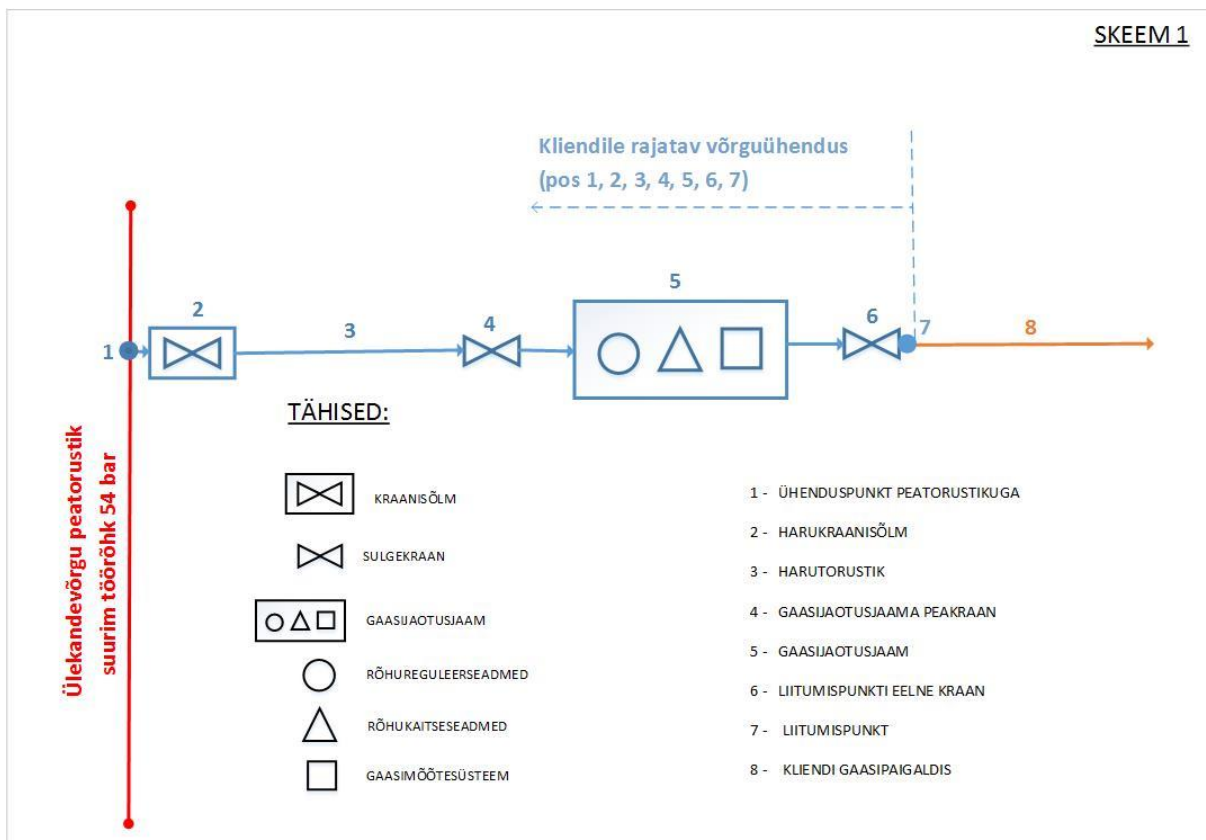 SKEEM 1
Kliendile rajatav võrguühendus
(pos 1, 2, 3, 4, 5, 6, 7)
1
2
3
4
5
6
7
8
Ülekandevõrgu peatorustik
suurim töörõhk 54 bar
TÄHISED:
KRAANISÕLM
SULGEKRAAN
GAASIJAOTUSJAAM
RÕHUREGULEERSEADMED
RÕHUKAITSESEADMED
GAASIMÕÕTESÜSTEEM
1 - ÜHENDUSPUNKT PEATORUSTIKUGA
2 - HARUKRAANISÕLM
3 - HARUTORUSTIK
4 - GAASIJAOTUSJAAMA PEAKRAAN
5 - GAASIJAOTUSJAAM
6 - LIITUMISPUNKTI EELNE KRAAN
7 - LIITUMISPUNKT
8 - KLIENDI GAASIPAIGALDIS